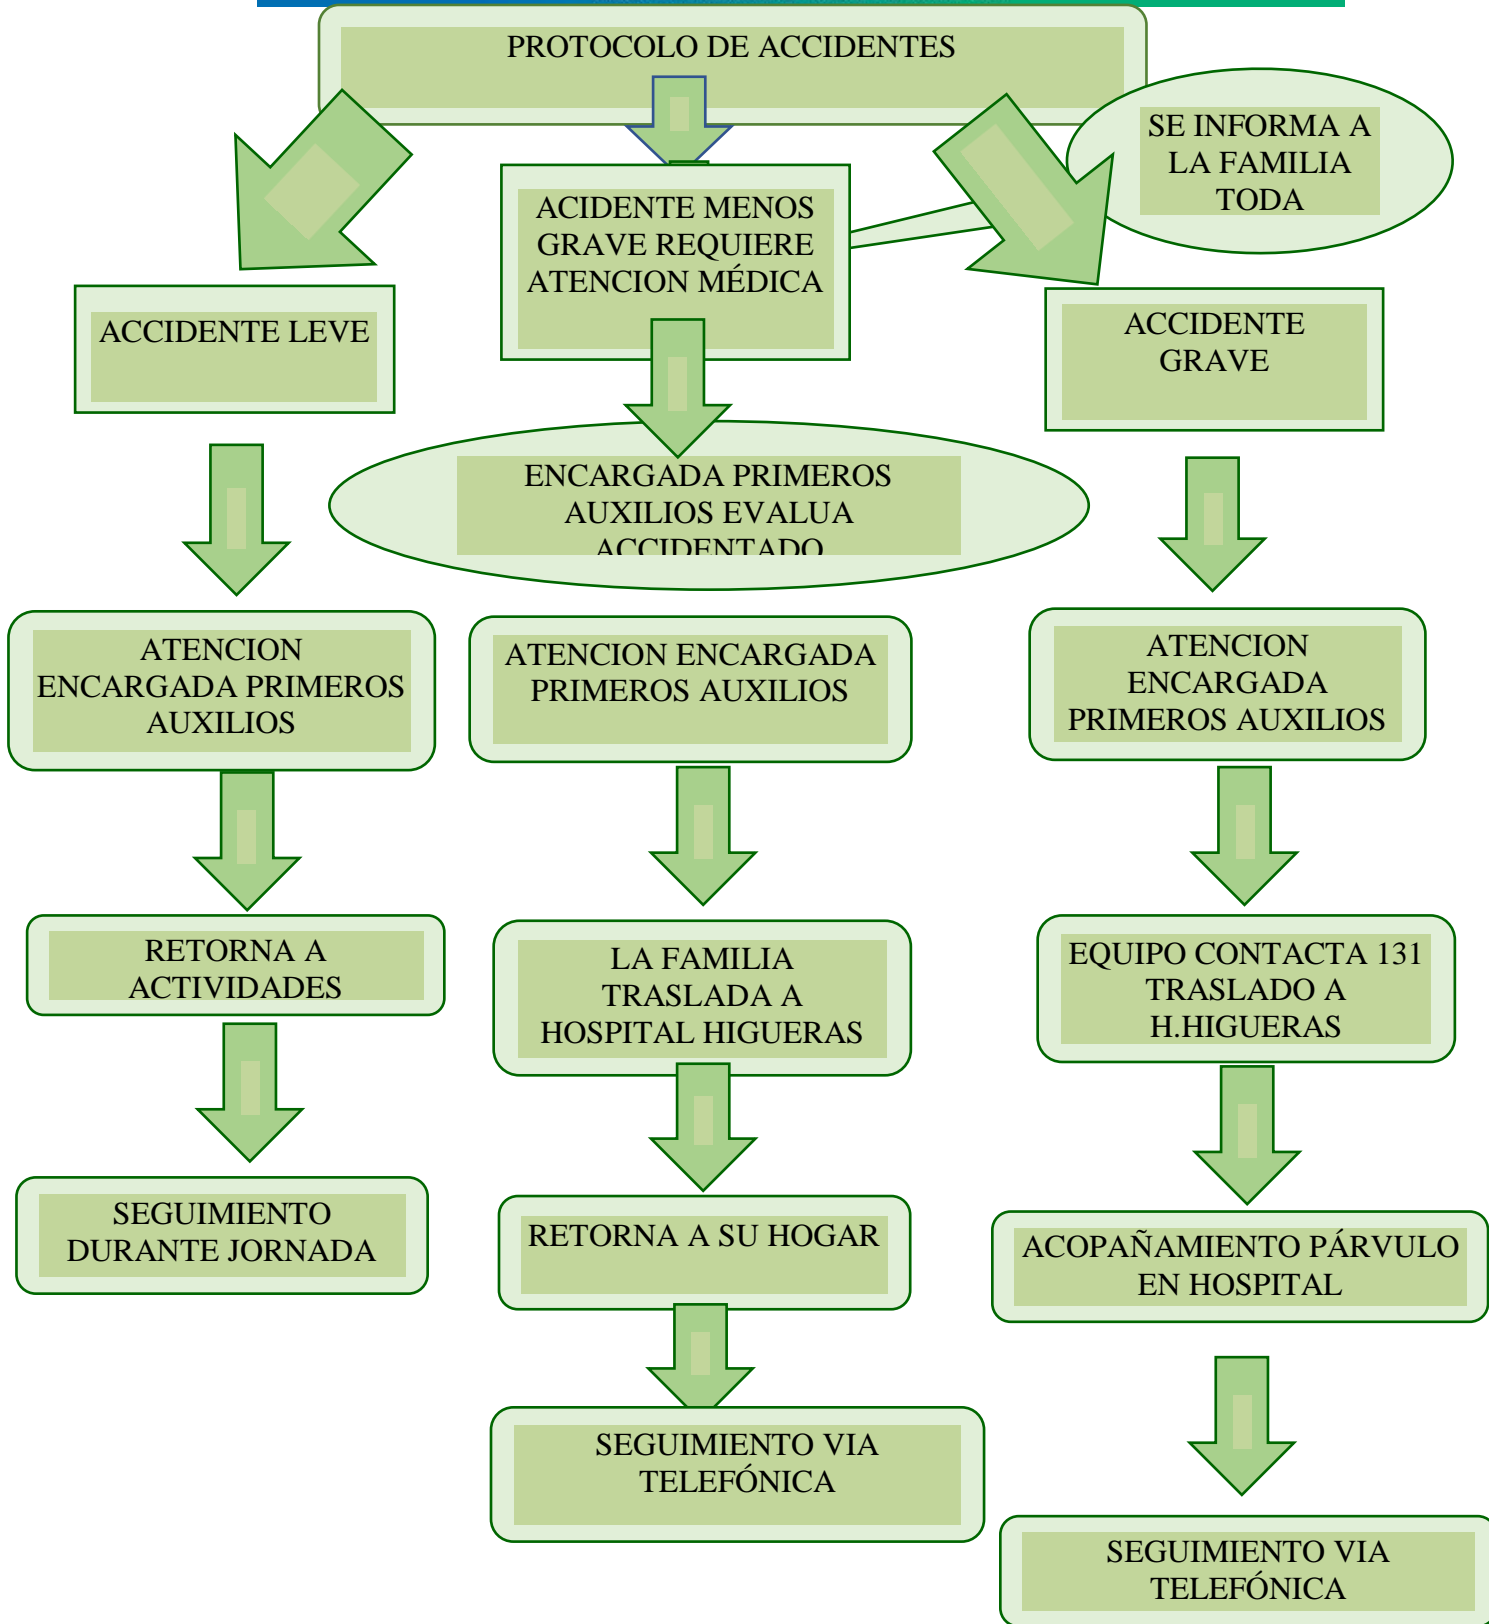 PROTOCOLO DE ACCIDENTES
SE INFORMA A
LA FAMILIA
TODA
ACIDENTE MENOS
GRAVE REQUIERE
ATENCION MÉDICA
ACCIDENTE LEVE
ACCIDENTE
GRAVE
ENCARGADA PRIMEROS
AUXILIOS EVALUA
ACCIDENTADO
ATENCION
ENCARGADA PRIMEROS
AUXILIOS
ATENCION ENCARGADA
PRIMEROS AUXILIOS
ATENCION
ENCARGADA
PRIMEROS AUXILIOS
RETORNA A
ACTIVIDADES
LA FAMILIA
TRASLADA A
HOSPITAL HIGUERAS
EQUIPO CONTACTA 131
TRASLADO A
H.HIGUERAS
SEGUIMIENTO
DURANTE JORNADA
RETORNA A SU HOGAR
ACOPAÑAMIENTO PÁRVULO
EN HOSPITAL
SEGUIMIENTO VIA
TELEFÓNICA
SEGUIMIENTO VIA
TELEFÓNICA